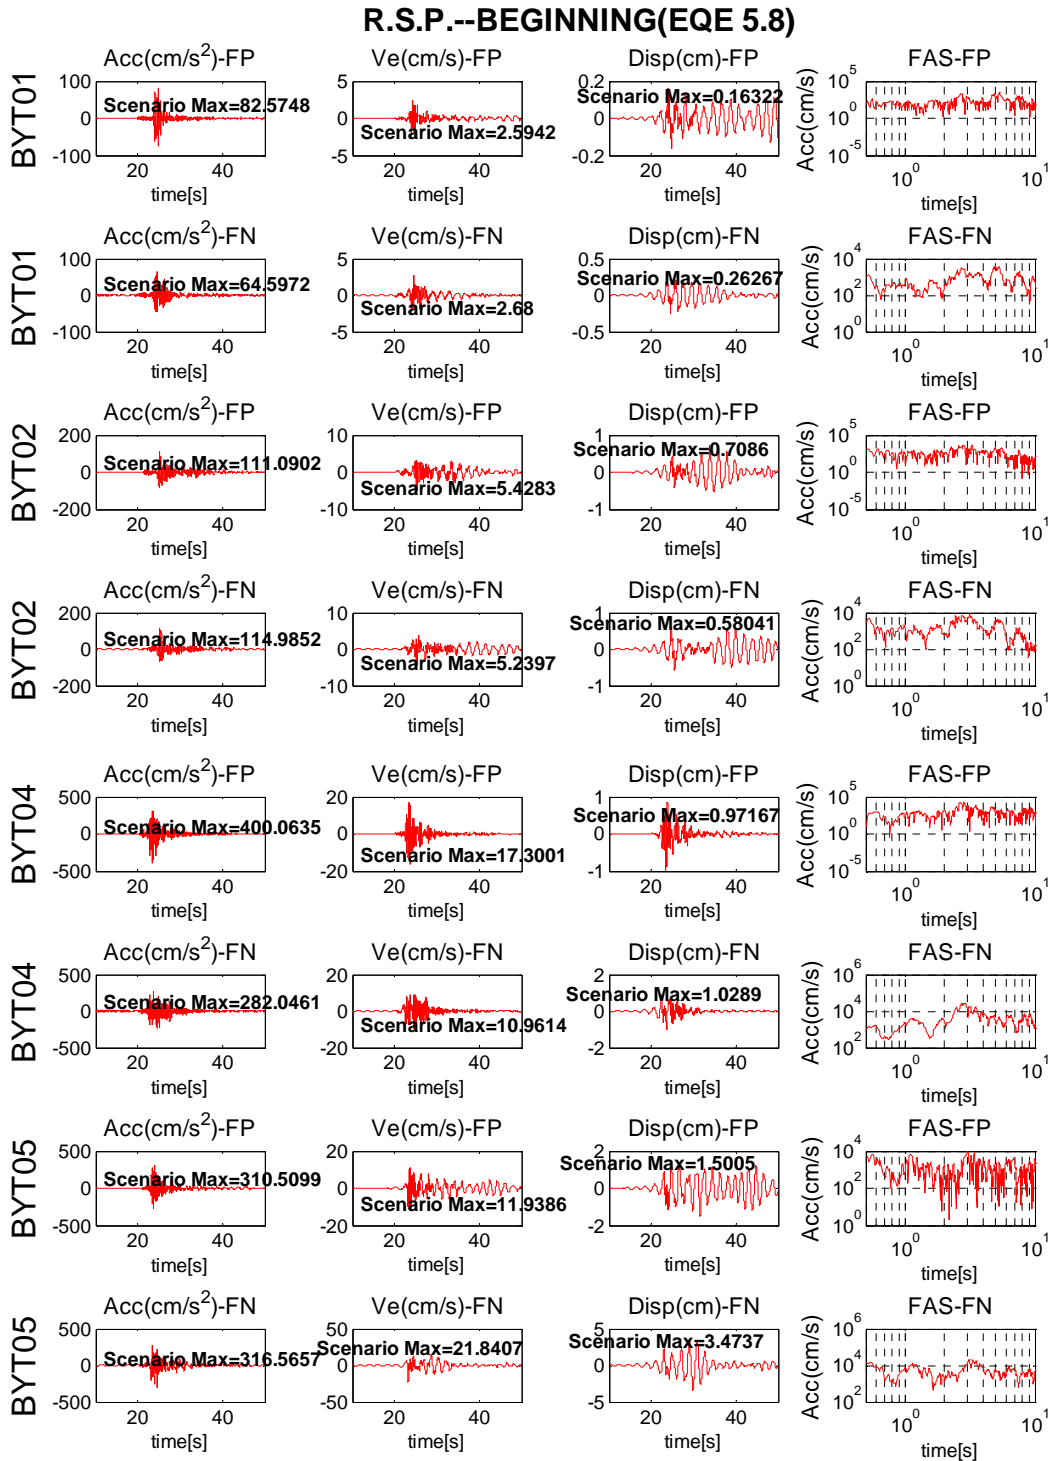 R.S.P.--BEGINNING(EQE 5.8)
Acc(cm/s²)-FP Ve(cm/s)-FP Disp(cm)-FP FAS-FP
BYT01
100 0 -100
Scenario Max=82.5748
20 40
time[s]
5 0 -5
Scenario Max=2.5942
20 40
time[s]
0.2 0 -0.2
Scenario Max=0.16322
20 40
time[s]
Acc(cm/s)
10^5 10^0 10^-5
10^0 10^1
time[s]
Acc(cm/s²)-FN Ve(cm/s)-FN Disp(cm)-FN FAS-FN
BYT01
100 0 -100
Scenario Max=64.5972
20 40
time[s]
5 0 -5
Scenario Max=2.68
20 40
time[s]
0.5 0 -0.5
Scenario Max=0.26267
20 40
time[s]
Acc(cm/s)
10^4 10^2 10^0
10^0 10^1
time[s]
Acc(cm/s²)-FP Ve(cm/s)-FP Disp(cm)-FP FAS-FP
BYT02
200 0 -200
Scenario Max=111.0902
20 40
time[s]
10 0 -10
Scenario Max=5.4283
20 40
time[s]
1 0 -1
Scenario Max=0.7086
20 40
time[s]
Acc(cm/s)
10^5 10^0 10^-5
10^0 10^1
time[s]
Acc(cm/s²)-FN Ve(cm/s)-FN Disp(cm)-FN FAS-FN
BYT02
200 0 -200
Scenario Max=114.9852
20 40
time[s]
10 0 -10
Scenario Max=5.2397
20 40
time[s]
1 0 -1
Scenario Max=0.58041
20 40
time[s]
Acc(cm/s)
10^4 10^2 10^0
10^0 10^1
time[s]
Acc(cm/s²)-FP Ve(cm/s)-FP Disp(cm)-FP FAS-FP
BYT04
500 0 -500
Scenario Max=400.0635
20 40
time[s]
20 0 -20
Scenario Max=17.3001
20 40
time[s]
1 0 -1
Scenario Max=0.97167
20 40
time[s]
Acc(cm/s)
10^5 10^0 10^-5
10^0 10^1
time[s]
Acc(cm/s²)-FN Ve(cm/s)-FN Disp(cm)-FN FAS-FN
BYT04
500 0 -500
Scenario Max=282.0461
20 40
time[s]
20 0 -20
Scenario Max=10.9614
20 40
time[s]
2 0 -2
Scenario Max=1.0289
20 40
time[s]
Acc(cm/s)
10^6 10^4 10^2
10^0 10^1
time[s]
Acc(cm/s²)-FP Ve(cm/s)-FP Disp(cm)-FP FAS-FP
BYT05
500 0 -500
Scenario Max=310.5099
20 40
time[s]
20 0 -20
Scenario Max=11.9386
20 40
time[s]
2 0 -2
Scenario Max=1.5005
20 40
time[s]
Acc(cm/s)
10^4 10^2 10^0
10^0 10^1
time[s]
Acc(cm/s²)-FN Ve(cm/s)-FN Disp(cm)-FN FAS-FN
BYT05
500 0 -500
Scenario Max=316.5657
20 40
time[s]
50 0 -50
Scenario Max=21.8407
20 40
time[s]
5 0 -5
Scenario Max=3.4737
20 40
time[s]
Acc(cm/s)
10^6 10^4 10^2
10^0 10^1
time[s]